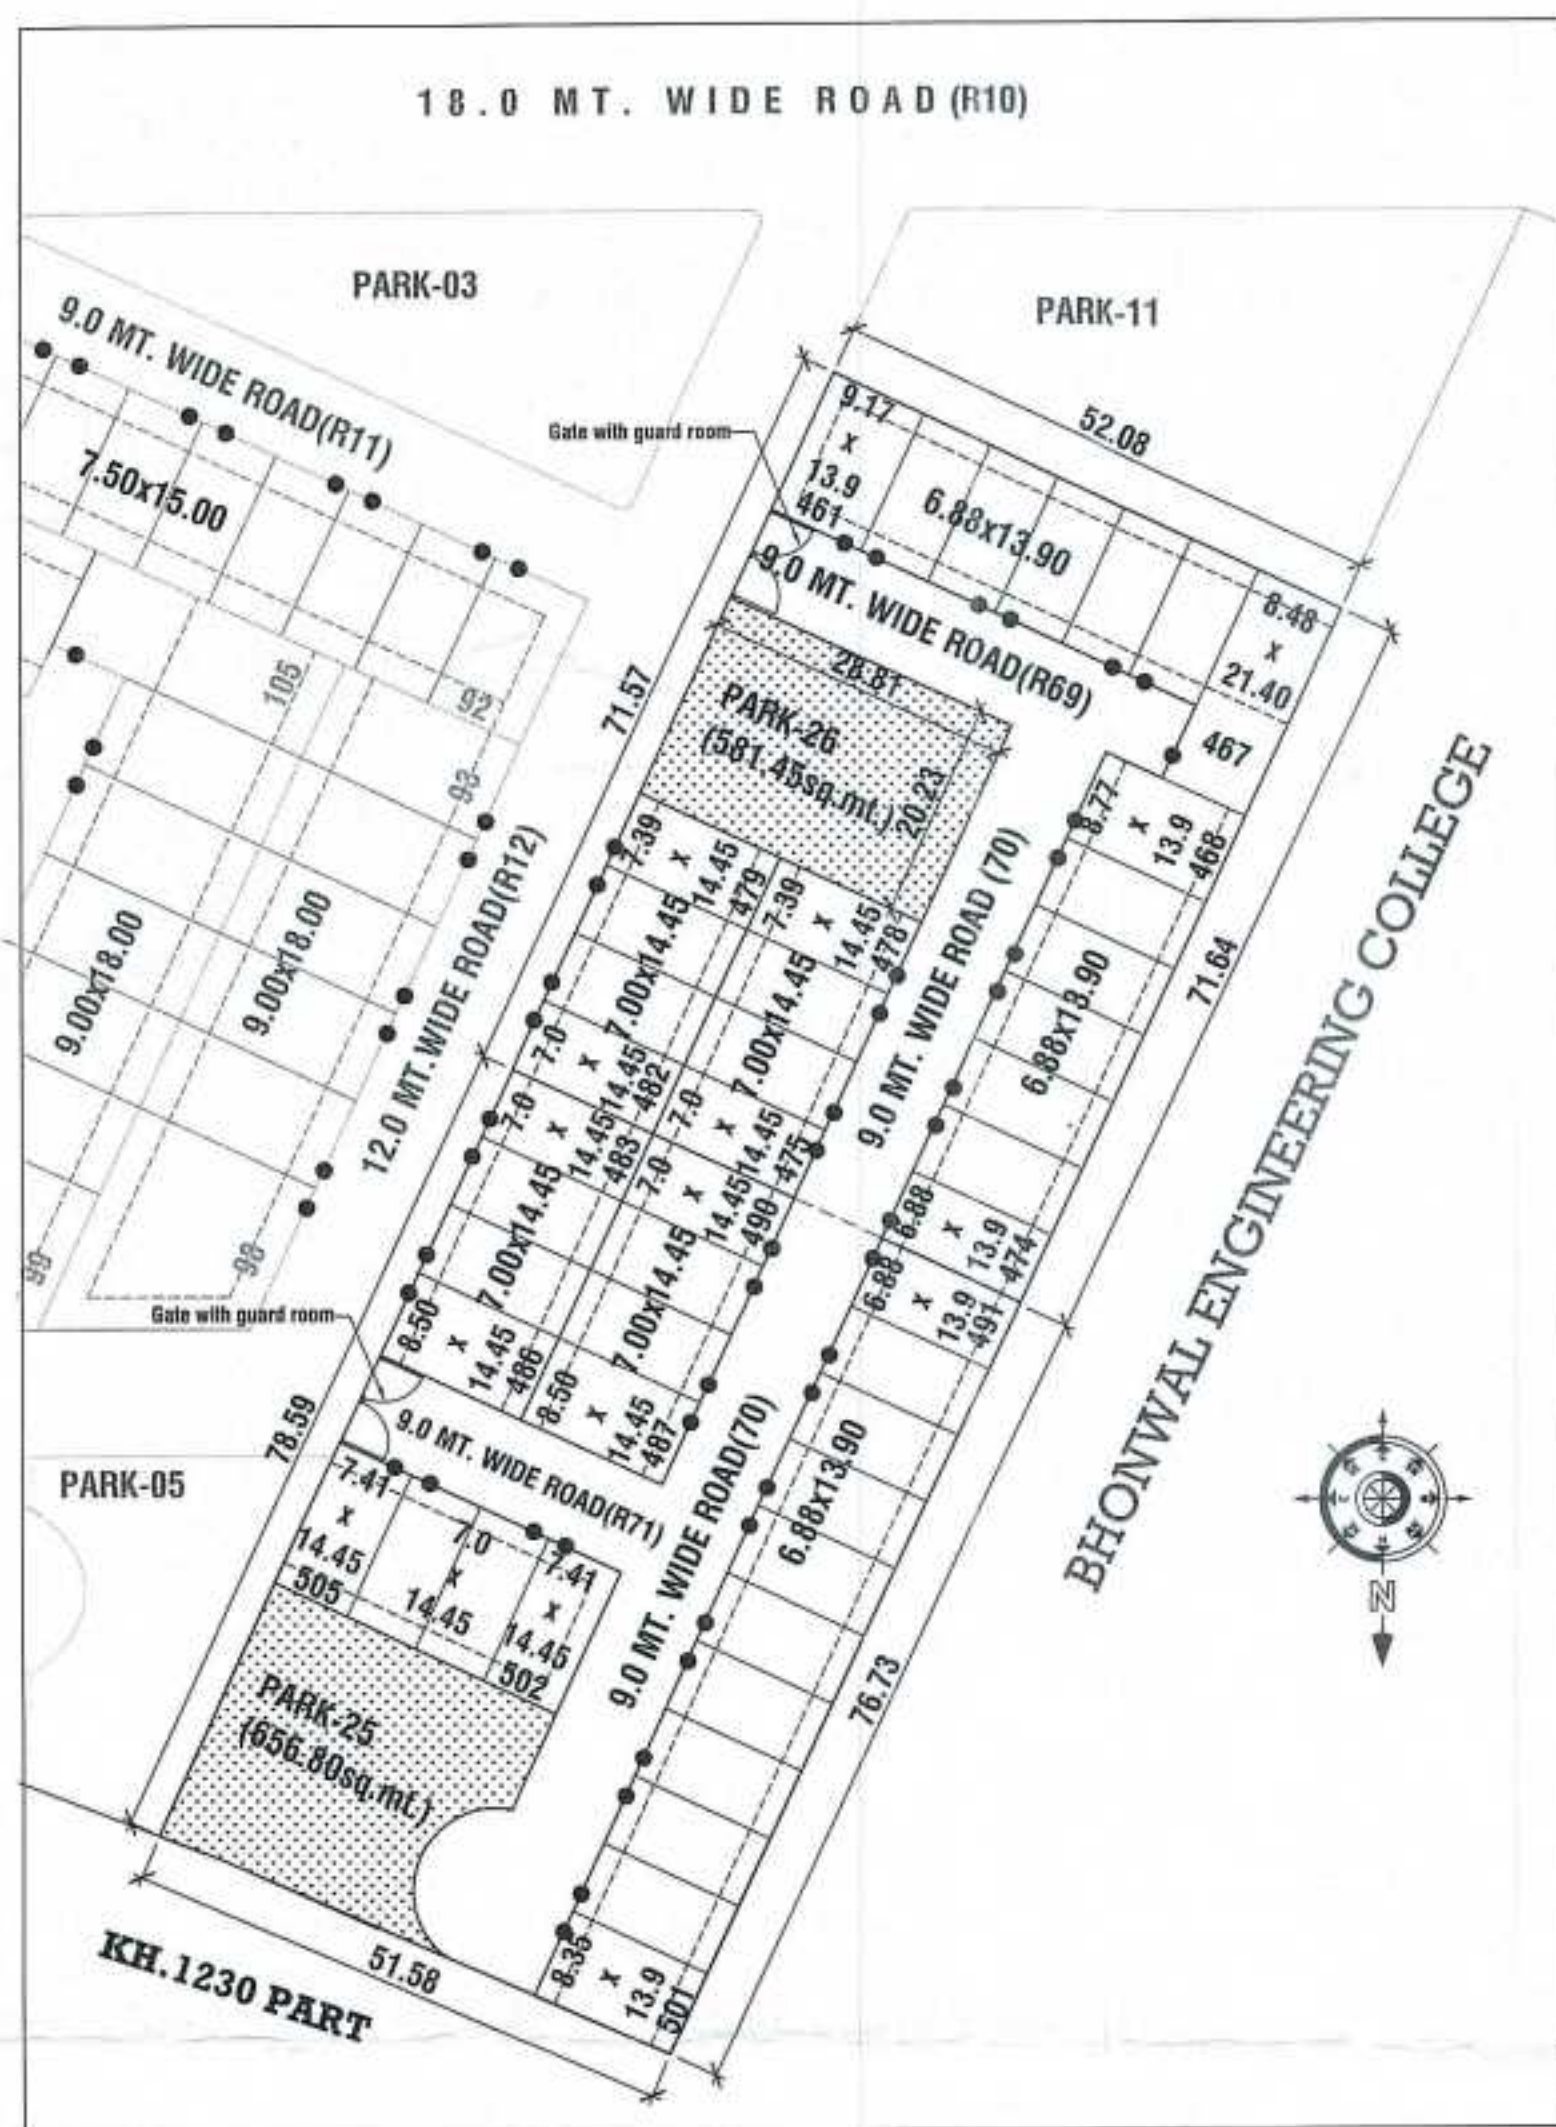 18.0 MT. WIDE ROAD (R10)
PARK-03
PARK-11
9.0 MT. WIDE ROAD(R11)
7.50x15.00
Gate with guard room
52.08
9.17
x
13.9
461
6.88x13.90
8.48
x
21.40
467
9.0 MT. WIDE ROAD(R69)
28.81
PARK-26
(581.45sq.mt.)
20.23
71.57
105
92
93
9.00x18.00
9.00x18.00
99
98
12.0 MT.WIDE ROAD(R12)
7.39
x
14.45
479
7.39
x
14.45
478
7.00x14.45
7.00x14.45
7.0
x
14.45
482
7.0
x
14.45
475
7.0
x
14.45
483
7.0
x
14.45
490
7.00x14.45
7.00x14.45
8.50
x
14.45
486
8.50
x
14.45
487
9.0 MT. WIDE ROAD (70)
8.77
x
13.9
468
6.88x13.90
71.64
6.88
x
13.9
474
6.88
x
13.9
491
BHONWAL ENGINEERING COLLEGE
Gate with guard room
78.59
PARK-05
9.0 MT. WIDE ROAD(R71)
9.0 MT. WIDE ROAD(70)
6.88x13.90
7.41
x
14.45
505
7.0
x
14.45
7.41
x
14.45
502
PARK-25
(656.80sq.mt.)
76.73
8.35
x
13.9
501
51.58
KH.1230 PART
N